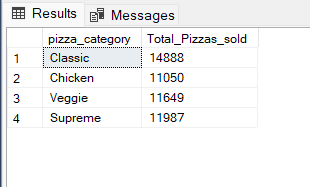 Results Messages
pizza_category Total_Pizzas_sold
1 Classic 14888
2 Chicken 11050
3 Veggie 11649
4 Supreme 11987